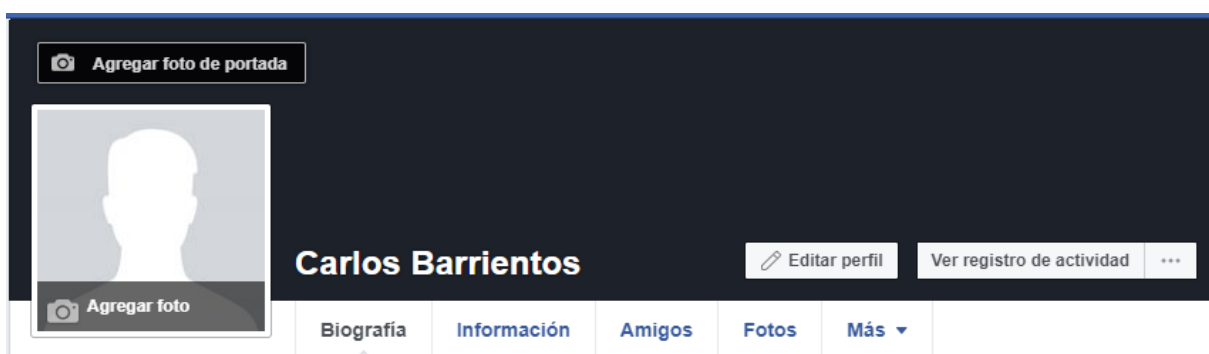 Agregar foto de portada
Carlos Barrientos
Editar perfil
Ver registro de actividad
...
Agregar foto
Biografía
Información
Amigos
Fotos
Más